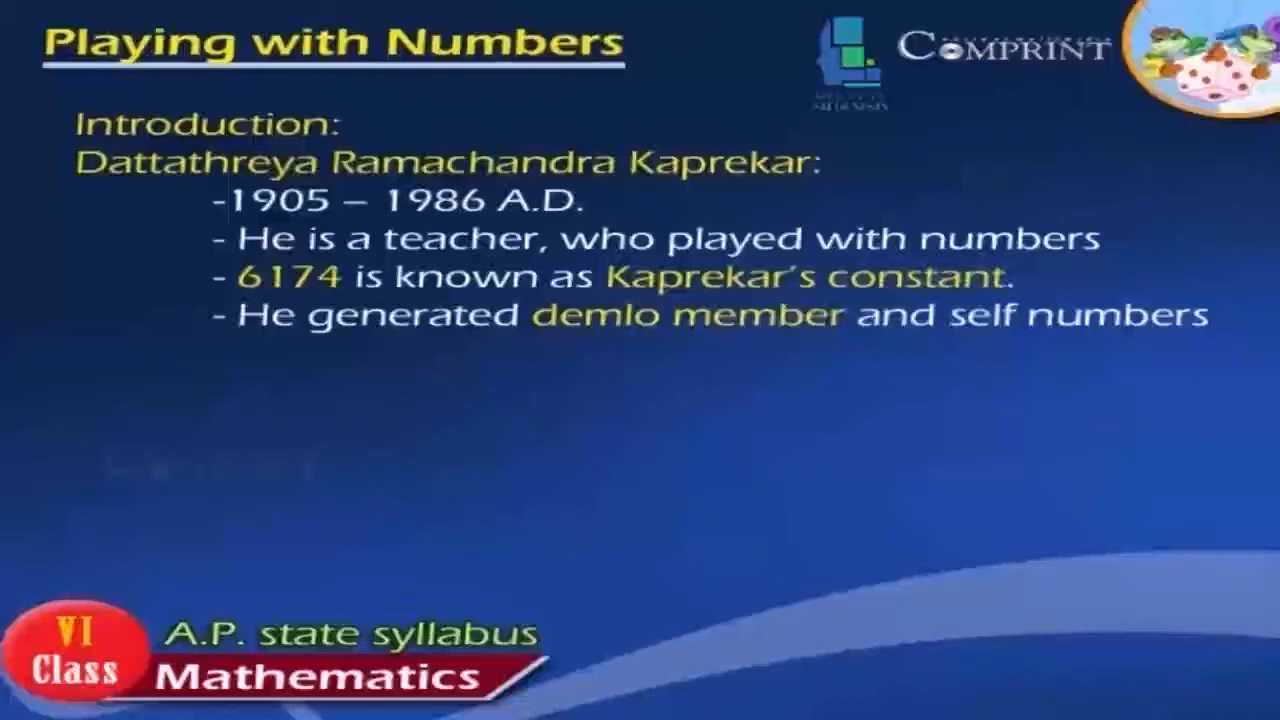 Playing with Numbers
COMPRINT
Introduction:
Dattathreya Ramachandra Kaprekar:
-1905 – 1986 A.D.
- He is a teacher, who played with numbers
- 6174 is known as Kaprekar's constant.
- He generated demlo member and self numbers
VI
Class
A.P. state syllabus
Mathematics